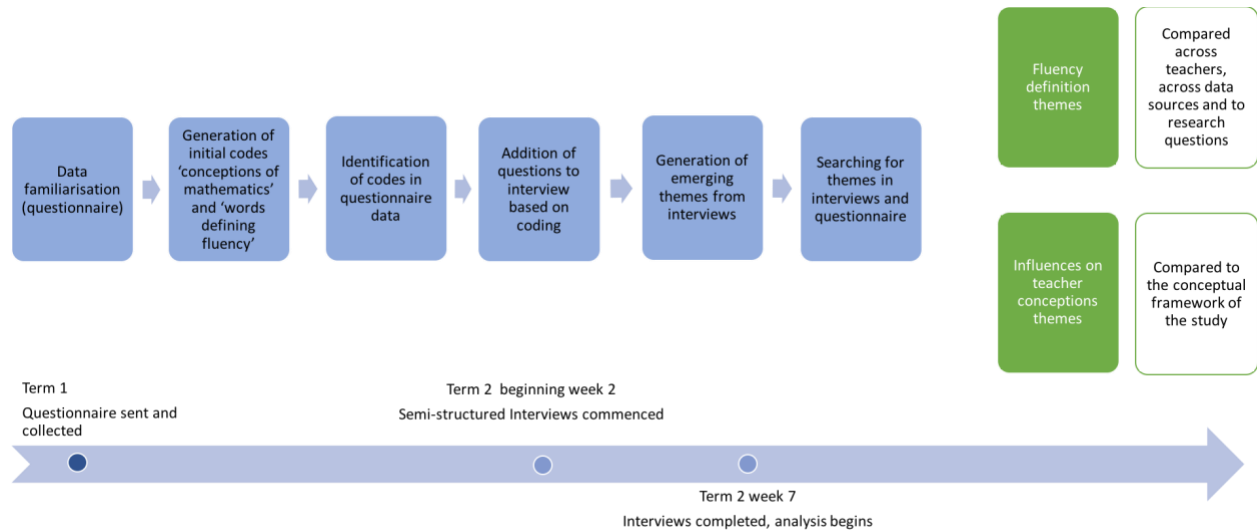 Data
familiarisation
(questionnaire)
Generation of
initial codes
‘conceptions of
mathematics’
and ‘words
defining
fluency’
Identification
of codes in
questionnaire
data
Addition of
questions to
interview
based on
coding
Generation of
emerging
themes from
interviews
Searching for
themes in
interviews and
questionnaire
Fluency
definition
themes
Compared
across
teachers,
across data
sources and to
research
questions
Influences on
teacher
conceptions
themes
Compared to
the conceptual
framework of
the study
Term 1
Questionnaire sent and
collected
Term 2 beginning week 2
Semi-structured Interviews commenced
Term 2 week 7
Interviews completed, analysis begins